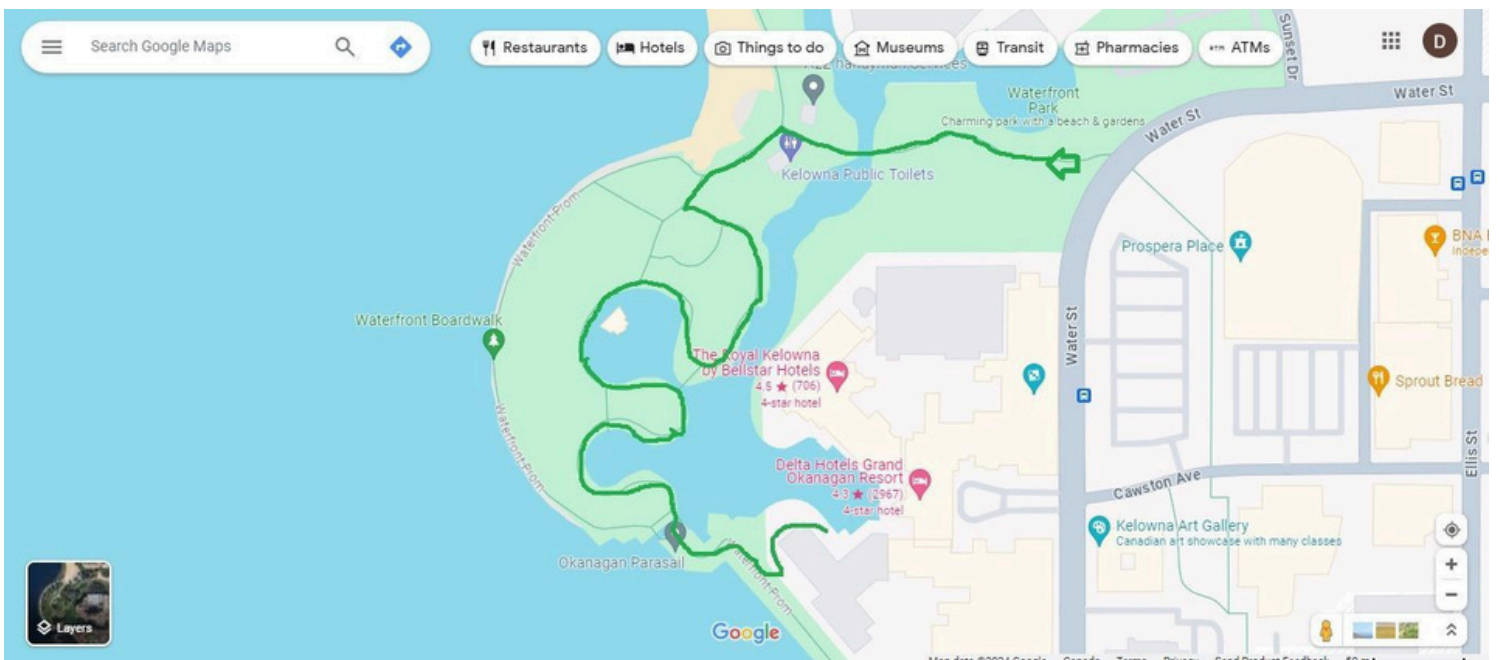 Search Google Maps
Restaurants
Hotels
Things to do
Museums
Transit
Pharmacies
ATMs
D
Sunset Dr
Water St
Water St
Waterfront
Park
Charming park with a beach & gardens
Kelowna Public Toilets
Waterfront Prom
Prospera Place
BNA
Waterfront Boardwalk
Water St
The Royal Kelowna
by Bellstar Hotels
4.5 ★ (706)
4-star hotel
Sprout Bread
Waterfront Prom
Ellis St
Delta Hotels Grand
Okanagan Resort
4.3 ★ (2967)
4-star hotel
Cawston Ave
Kelowna Art Gallery
Canadian art showcase with many classes
Okanagan Parasail
Waterfront Prom
Layers
Google